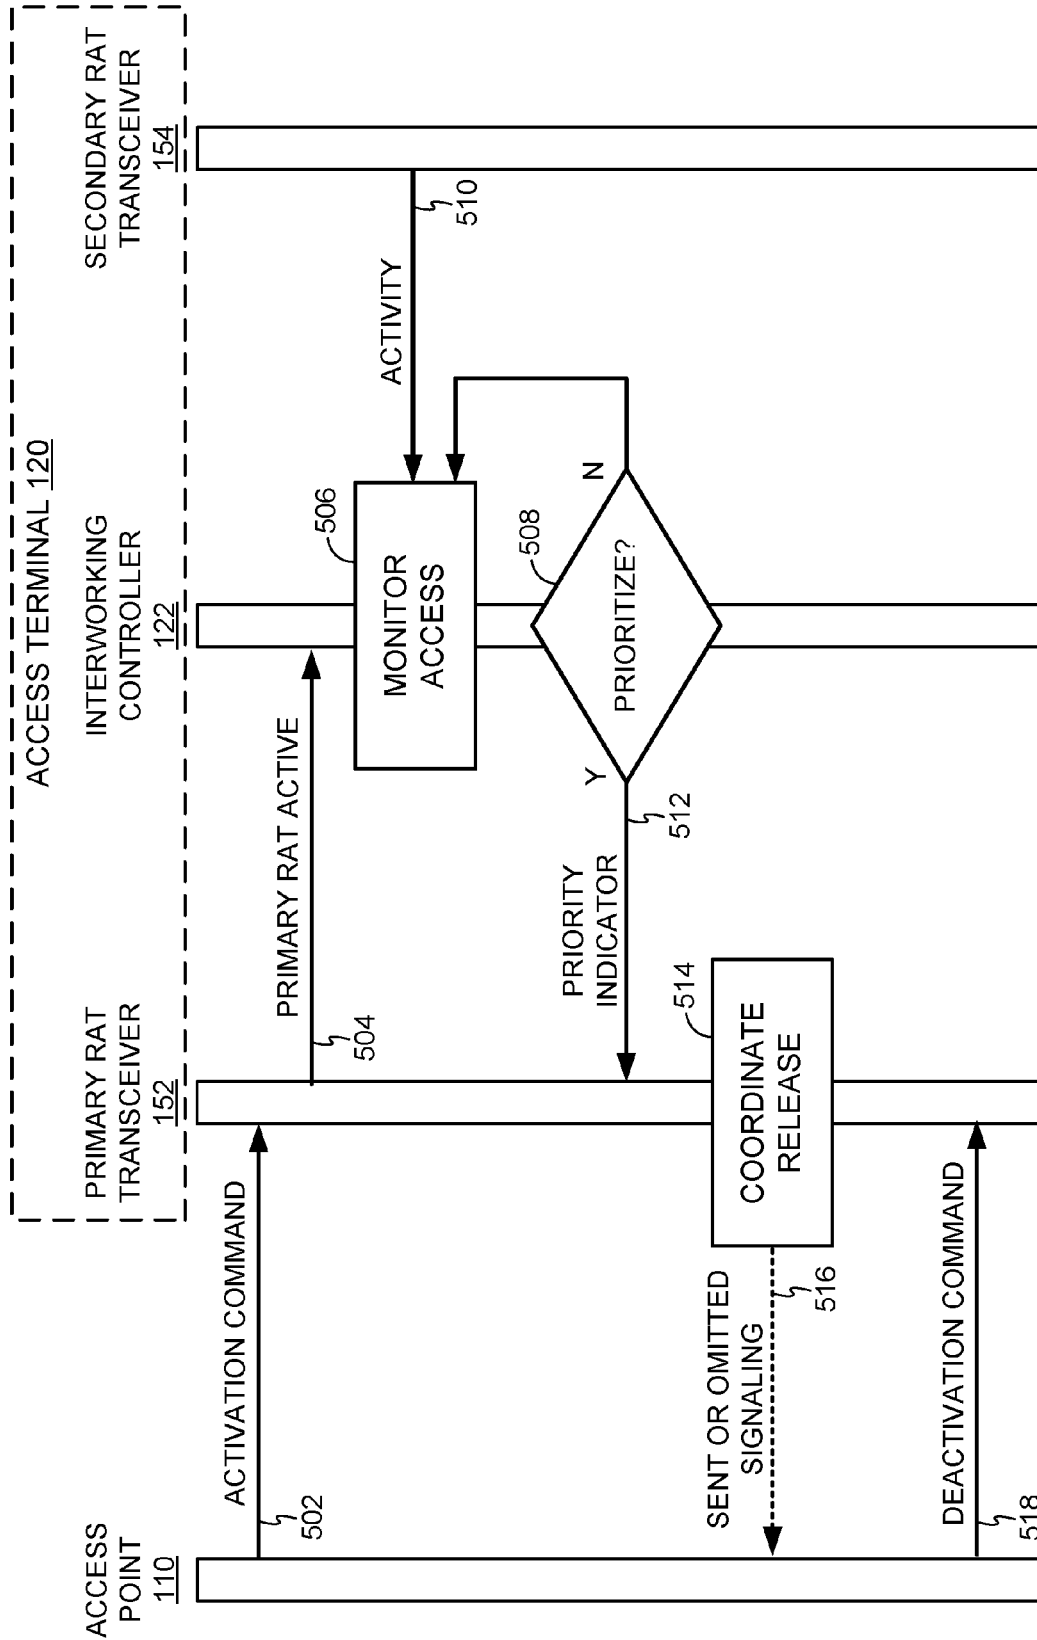 ACCESS TERMINAL 120
ACCESS
POINT
110
PRIMARY RAT
TRANSCEIVER
152
INTERWORKING
CONTROLLER
122
SECONDARY RAT
TRANSCEIVER
154
ACTIVATION COMMAND
502
PRIMARY RAT ACTIVE
504
MONITOR
ACCESS
506
ACTIVITY
510
PRIORITIZE?
508
Y
N
PRIORITY
INDICATOR
512
COORDINATE
RELEASE
514
SENT OR OMITTED
SIGNALING
516
DEACTIVATION COMMAND
518